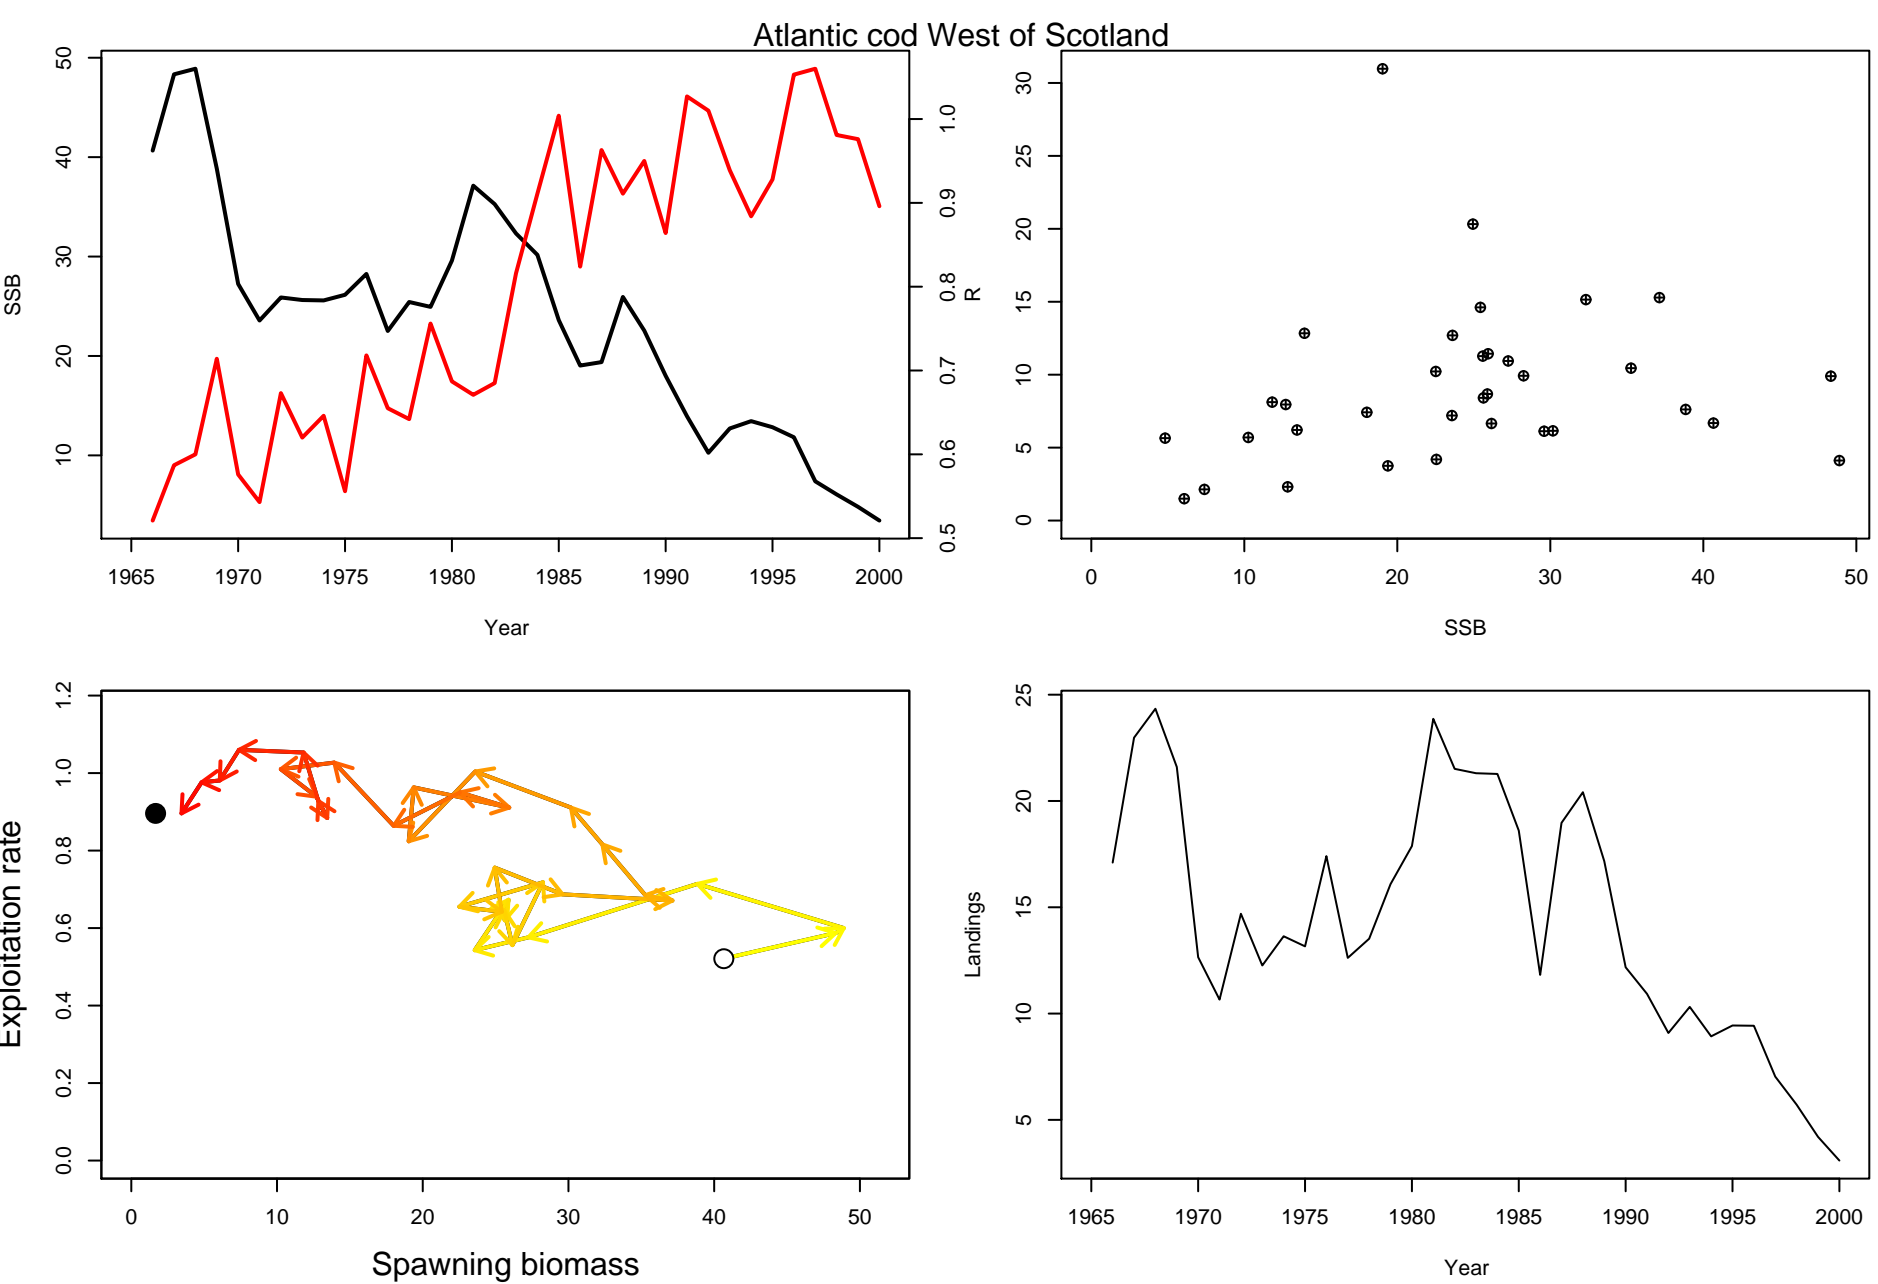 Atlantic cod West of Scotland
50
40
30
20
10
SSB
1.0
0.9
0.8
0.7
0.6
0.5
R
1965 1970 1975 1980 1985 1990 1995 2000
Year
30
25
20
15
10
5
0
0 10 20 30 40 50
SSB
1.2
1.0
0.8
0.6
0.4
0.2
0.0
Exploitation rate
0 10 20 30 40 50
Spawning biomass
25
20
15
10
5
Landings
1965 1970 1975 1980 1985 1990 1995 2000
Year